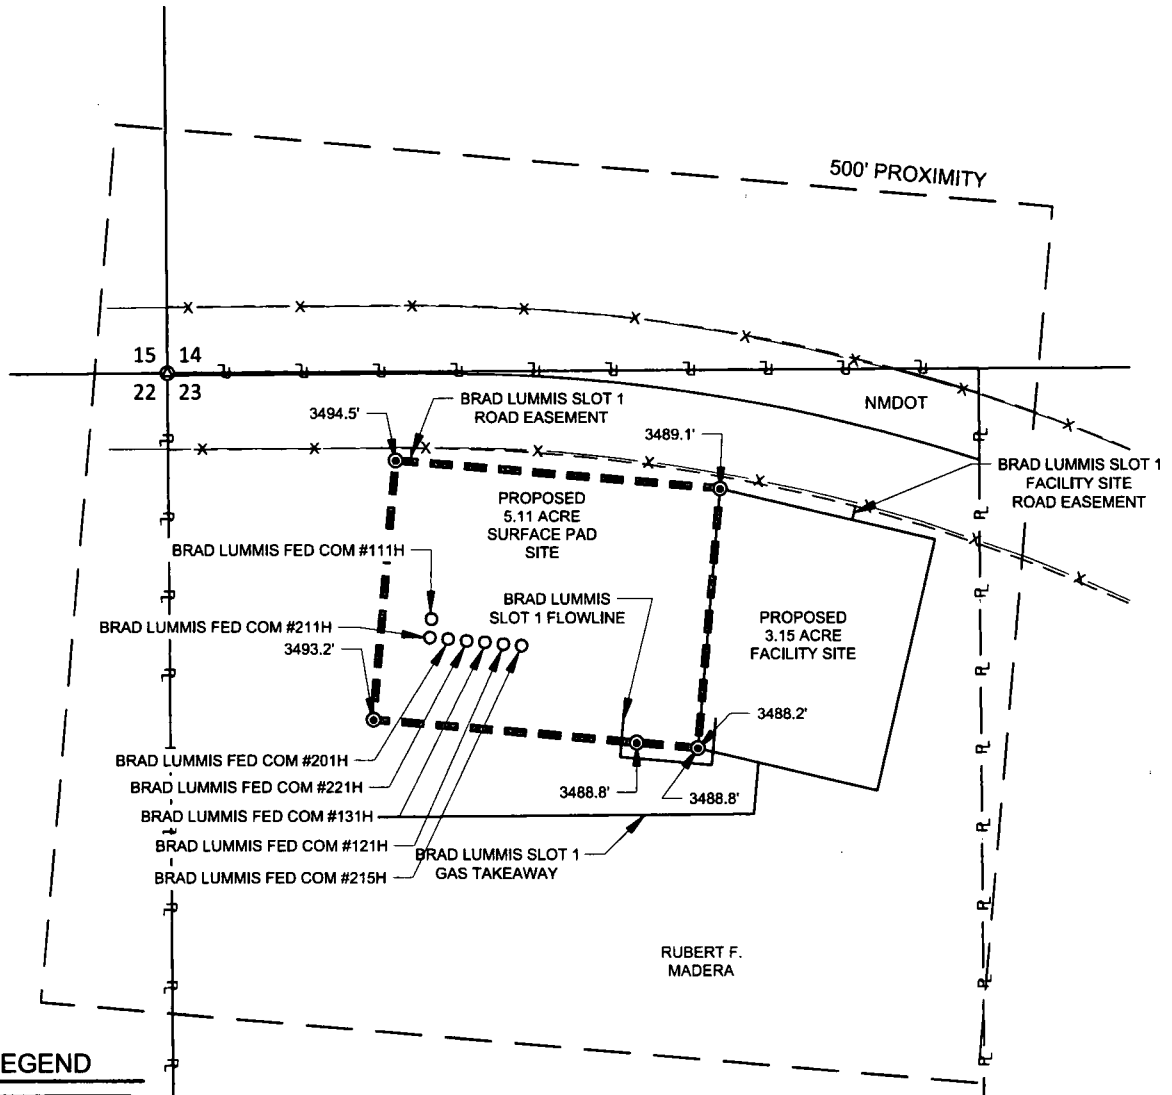 500' PROXIMITY
15 14
22 23
NMDOT
BRAD LUMMIS SLOT 1
ROAD EASEMENT
3494.5'
3489.1'
BRAD LUMMIS SLOT 1
FACILITY SITE
ROAD EASEMENT
PROPOSED
5.11 ACRE
SURFACE PAD
SITE
BRAD LUMMIS FED COM #111H
BRAD LUMMIS
SLOT 1 FLOWLINE
PROPOSED
3.15 ACRE
FACILITY SITE
BRAD LUMMIS FED COM #211H
3493.2'
3488.2'
BRAD LUMMIS FED COM #201H
BRAD LUMMIS FED COM #221H
3488.8'
3488.8'
BRAD LUMMIS FED COM #131H
BRAD LUMMIS FED COM #121H
BRAD LUMMIS SLOT 1
GAS TAKEAWAY
BRAD LUMMIS FED COM #215H
RUBERT F.
MADERA
EGEND